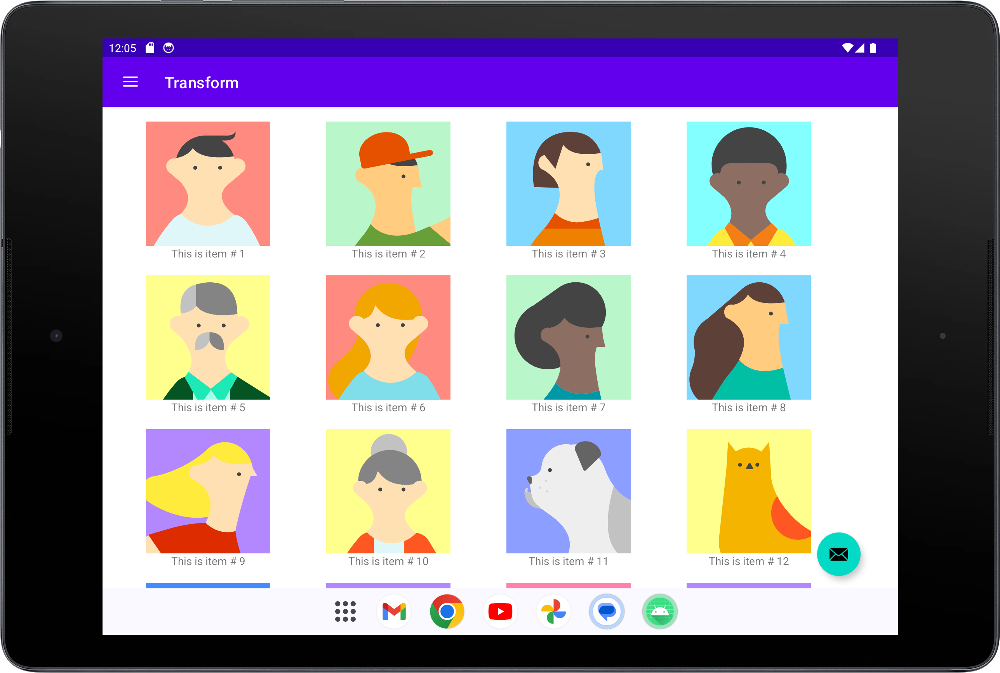 12:05
Transform
This is item # 1
This is item # 2
This is item # 3
This is item # 4
This is item # 5
This is item # 6
This is item # 7
This is item # 8
This is item # 9
This is item # 10
This is item # 11
This is item # 12